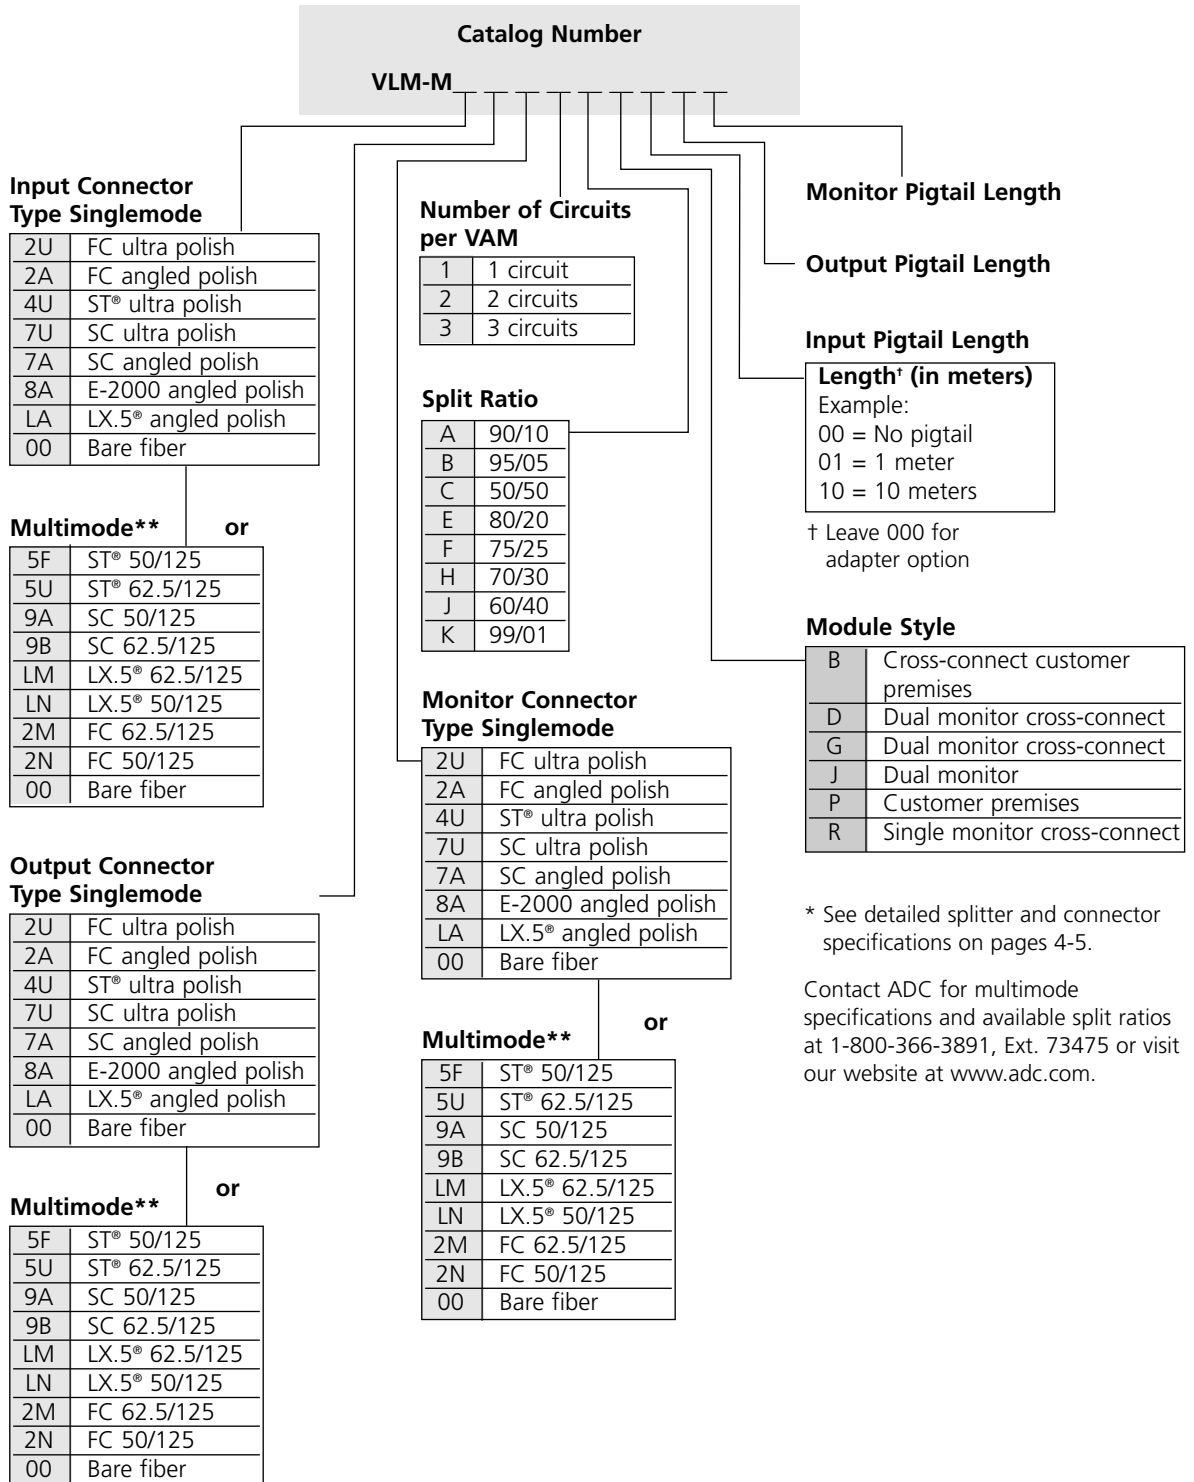 Catalog Number
VLM-M__ __ __ __ __ __ __ __ __
Input Connector
Type Singlemode
2U FC ultra polish
2A FC angled polish
4U ST® ultra polish
7U SC ultra polish
7A SC angled polish
8A E-2000 angled polish
LA LX.5® angled polish
00 Bare fiber
Multimode** or
5F ST® 50/125
5U ST® 62.5/125
9A SC 50/125
9B SC 62.5/125
LM LX.5® 62.5/125
LN LX.5® 50/125
2M FC 62.5/125
2N FC 50/125
00 Bare fiber
Output Connector
Type Singlemode
2U FC ultra polish
2A FC angled polish
4U ST® ultra polish
7U SC ultra polish
7A SC angled polish
8A E-2000 angled polish
LA LX.5® angled polish
00 Bare fiber
Multimode** or
5F ST® 50/125
5U ST® 62.5/125
9A SC 50/125
9B SC 62.5/125
LM LX.5® 62.5/125
LN LX.5® 50/125
2M FC 62.5/125
2N FC 50/125
00 Bare fiber
Number of Circuits
per VAM
1 1 circuit
2 2 circuits
3 3 circuits
Split Ratio
A 90/10
B 95/05
C 50/50
E 80/20
F 75/25
H 70/30
J 60/40
K 99/01
Monitor Connector
Type Singlemode
2U FC ultra polish
2A FC angled polish
4U ST® ultra polish
7U SC ultra polish
7A SC angled polish
8A E-2000 angled polish
LA LX.5® angled polish
00 Bare fiber
Multimode** or
5F ST® 50/125
5U ST® 62.5/125
9A SC 50/125
9B SC 62.5/125
LM LX.5® 62.5/125
LN LX.5® 50/125
2M FC 62.5/125
2N FC 50/125
00 Bare fiber
Monitor Pigtail Length
Output Pigtail Length
Input Pigtail Length
Length† (in meters)
Example:
00 = No pigtail
01 = 1 meter
10 = 10 meters
† Leave 000 for
adapter option
Module Style
B Cross-connect customer
premises
D Dual monitor cross-connect
G Dual monitor cross-connect
J Dual monitor
P Customer premises
R Single monitor cross-connect
* See detailed splitter and connector
specifications on pages 4-5.
Contact ADC for multimode
specifications and available split ratios
at 1-800-366-3891, Ext. 73475 or visit
our website at www.adc.com.